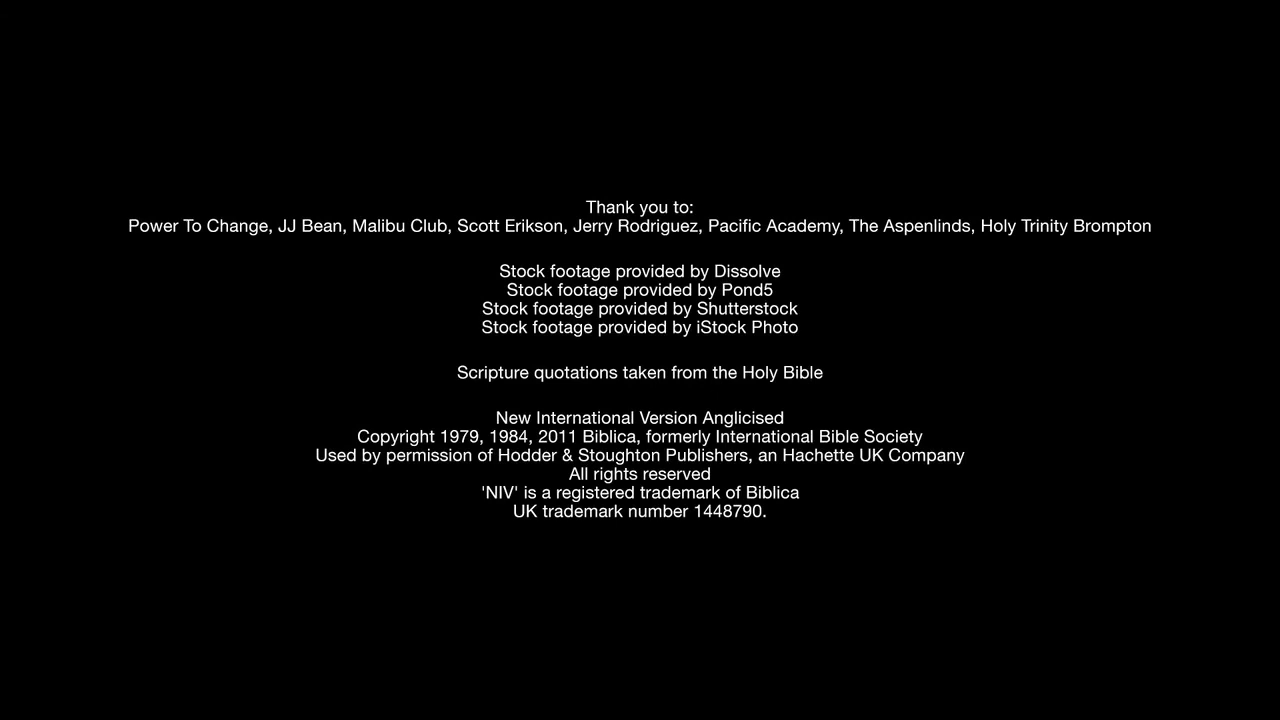 Thank you to:
Power To Change, JJ Bean, Malibu Club, Scott Erikson, Jerry Rodriguez, Pacific Academy, The Aspenlinds, Holy Trinity Brompton
Stock footage provided by Dissolve
Stock footage provided by Pond5
Stock footage provided by Shutterstock
Stock footage provided by iStock Photo
Scripture quotations taken from the Holy Bible
New International Version Anglicised
Copyright 1979, 1984, 2011 Biblica, formerly International Bible Society
Used by permission of Hodder & Stoughton Publishers, an Hachette UK Company
All rights reserved
'NIV' is a registered trademark of Biblica
UK trademark number 1448790.